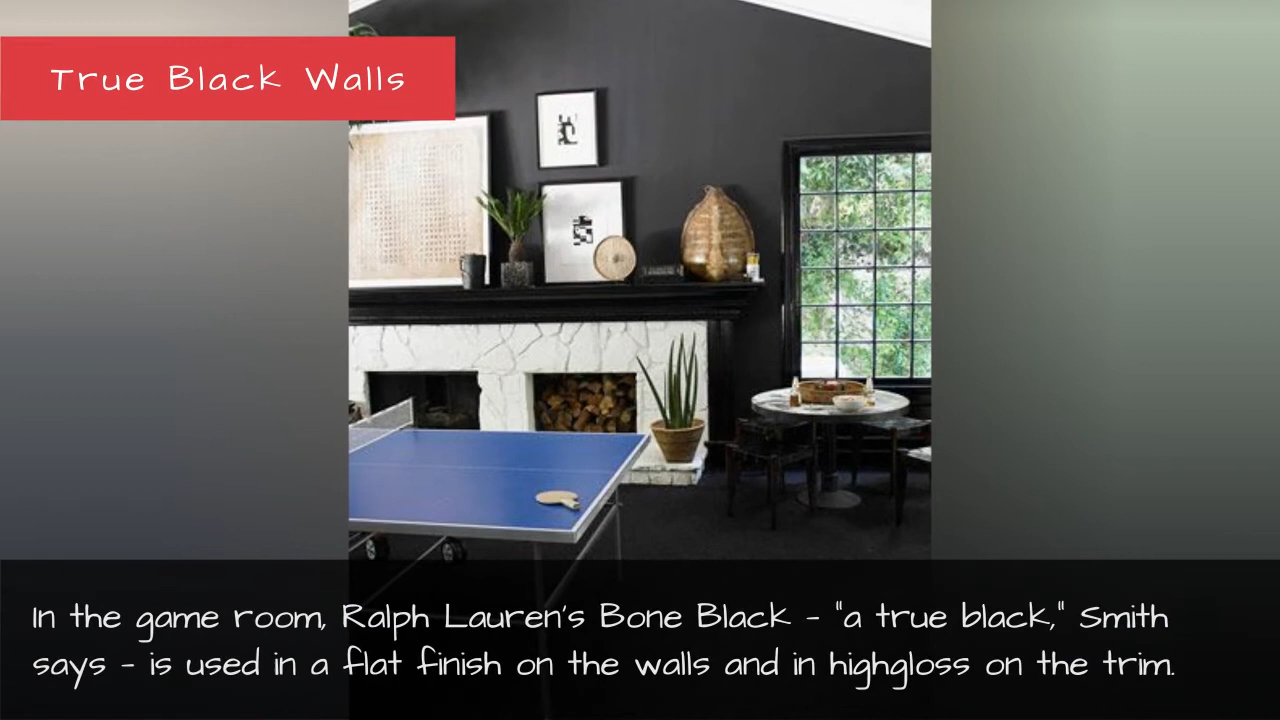 True Black Walls
In the game room, Ralph Lauren's Bone Black - "a true black," Smith
says - is used in a flat finish on the walls and in highgloss on the trim.